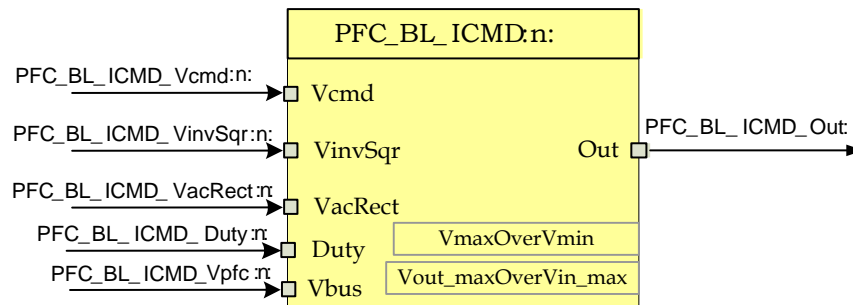 PFC_BL_ICMD:n:
PFC_BL_ICMD_Vcmd:n:
Vcmd
PFC_BL_ICMD_VinvSqr:n:
VinvSqr
Out
PFC_BL_ICMD_Out:
PFC_BL_ICMD_VacRect:n:
VacRect
PFC_BL_ICMD_Duty:n:
Duty
VmaxOverVmin
PFC_BL_ICMD_Vpfc:n:
Vbus
Vout_maxOverVin_max